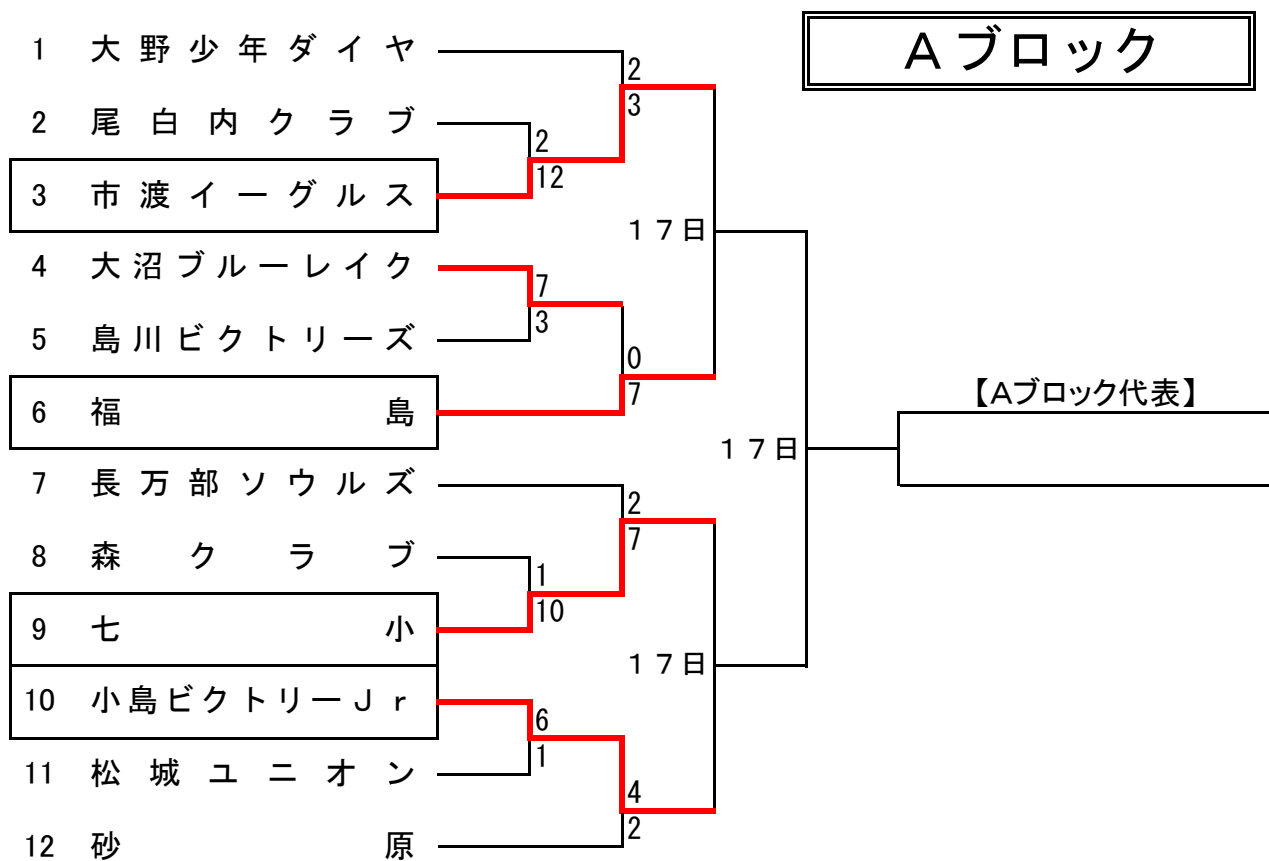 Aブロック
1 大野少年ダイヤ
2
3
2 尾白内クラブ
2
12
3 市渡イーグルス
17日
4 大沼ブルーレイク
7
3
5 島川ビクトリーズ
0
7
6 福島
【Aブロック代表】
17日
7 長万部ソウルズ
2
7
8 森クラブ
1
10
9 七小
17日
10 小島ビクトリーJr
6
1
11 松城ユニオン
4
2
12 砂原